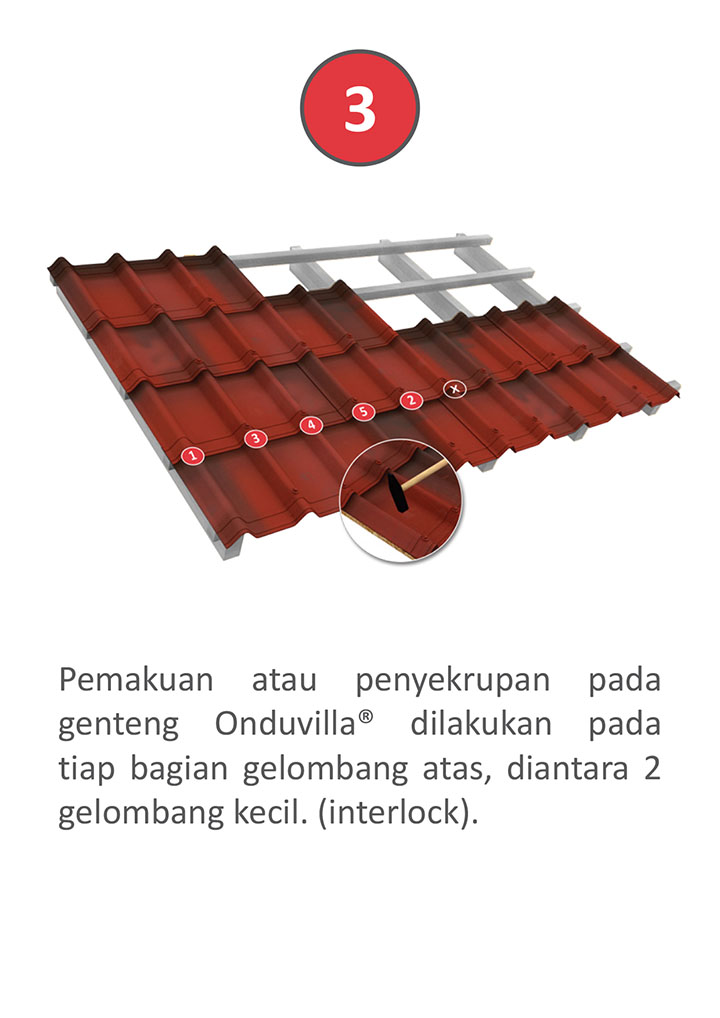 3
1 3 4 5 2 X
Pemakuan atau penyekrupan pada
genteng Onduvilla® dilakukan pada
tiap bagian gelombang atas, diantara 2
gelombang kecil. (interlock).